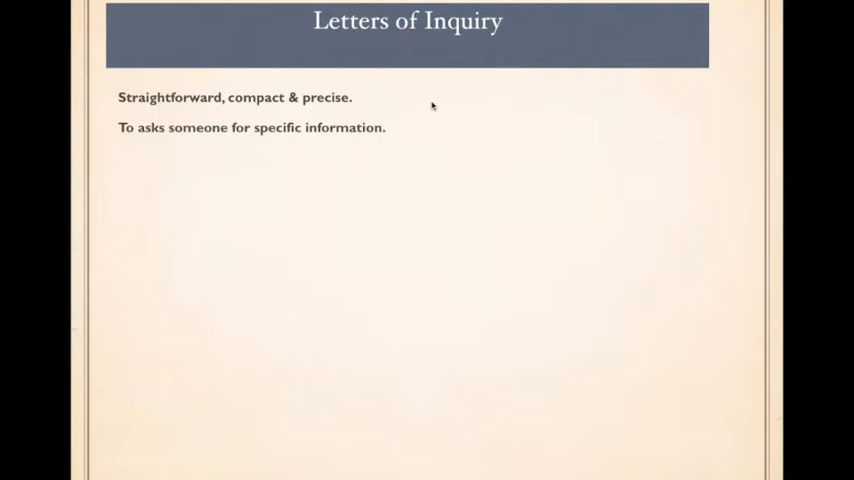 Letters of Inquiry
Straightforward, compact & precise.
To asks someone for specific information.